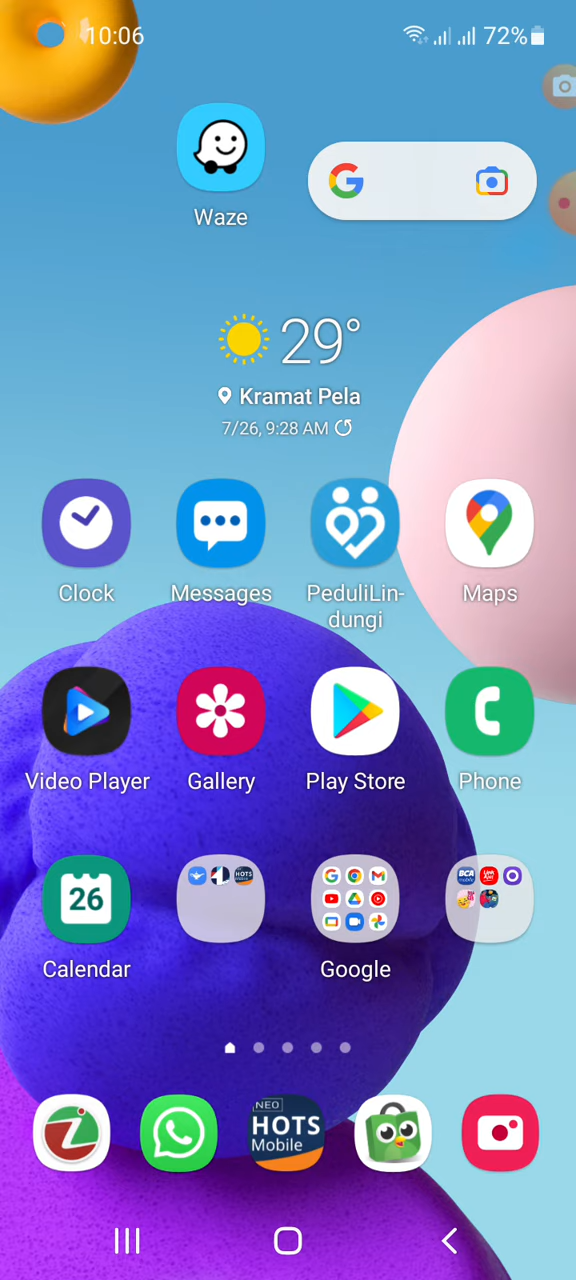 10:06
72%
Waze
29°
Kramat Pela
7/26, 9:28 AM
Clock
Messages
PeduliLin-
dungi
Maps
Video Player
Gallery
Play Store
Phone
26
HOTS
BCA
mobile
Calendar
Google
NEO
HOTS
Mobile